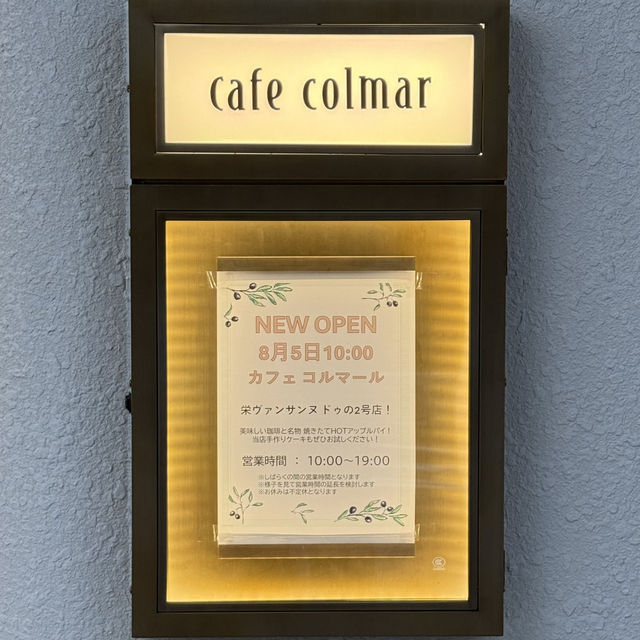 cafe colmar
NEW OPEN
8月5日10:00
カフェ コルマール
栄ヴァンサンヌ ドゥの2号店！
美味しい珈琲と名物 焼きたてHOTアップルパイ！
当店手作りケーキもぜひお試しください！
営業時間 ： 10:00〜19:00
※しばらくの間の営業時間となります
※様子を見て営業時間の延長を検討します
※お休みは不定休となります